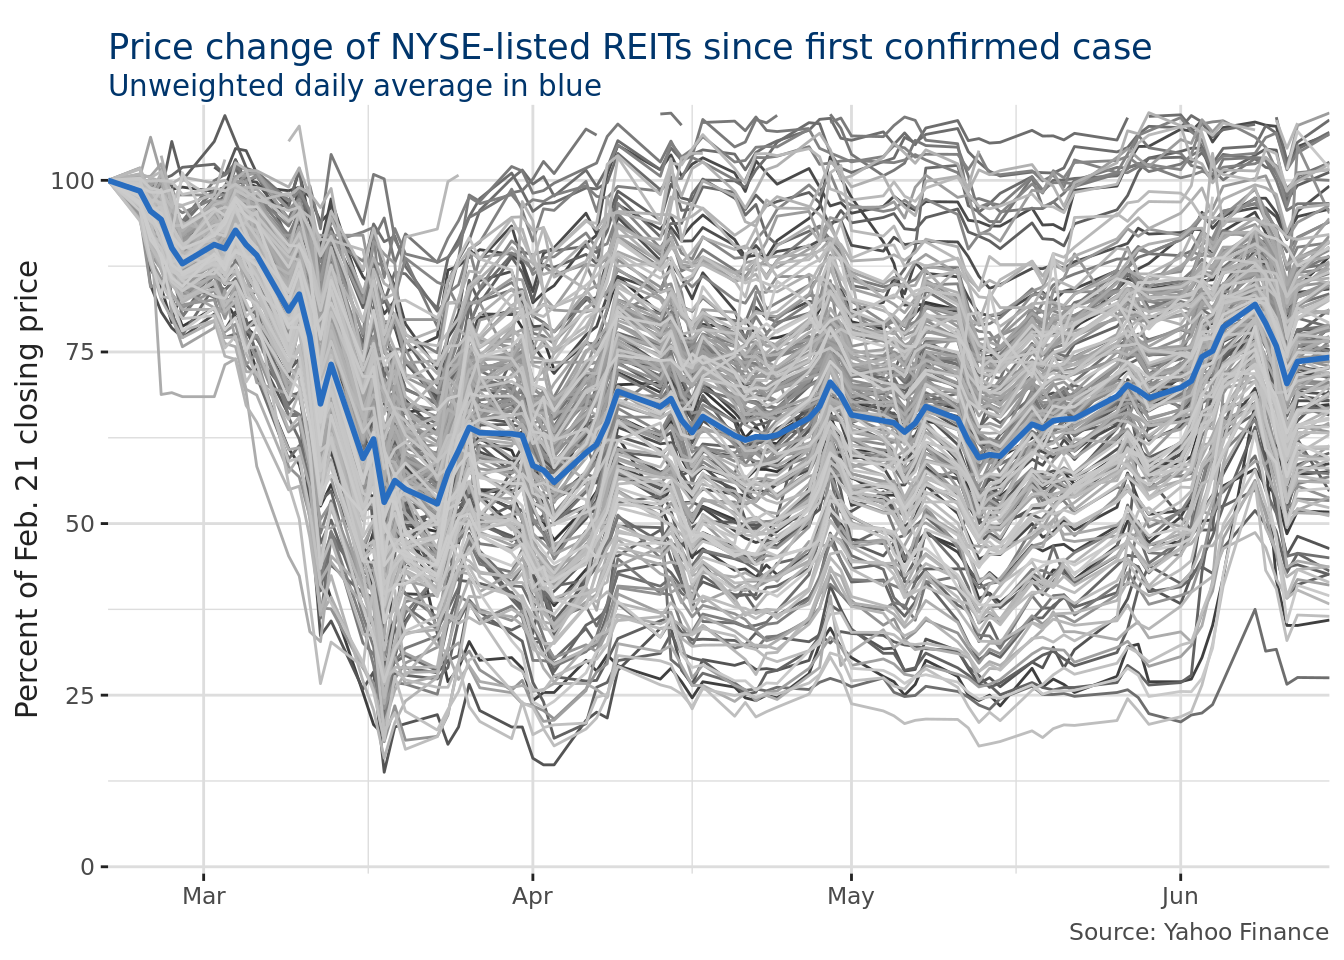 Price change of NYSE-listed REITs since first confirmed case
Unweighted daily average in blue
Percent of Feb. 21 closing price
100
75
50
25
0
Mar
Apr
May
Jun
Source: Yahoo Finance